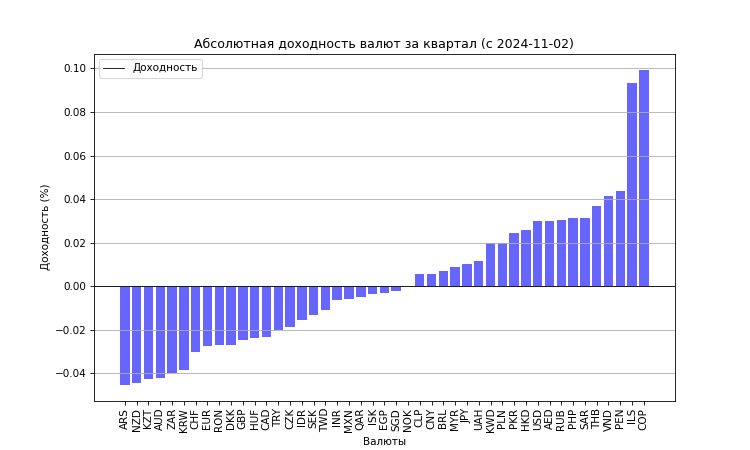 Абсолютная доходность валют за квартал (с 2024-11-02)
Доходность
Доходность (%)
0.10
0.08
0.06
0.04
0.02
0.00
−0.02
−0.04
ARS NZD KZT AUD ZAR KRW CHF EUR RON DKK GBP HUF CAD TRY CZK IDR SEK TWD INR MXN QAR ISK EGP SGD NOK CLP CNY BRL MYR JPY UAH KWD PLN PKR HKD USD AED RUB PHP SAR THB VND PEN ILS COP
Валюты